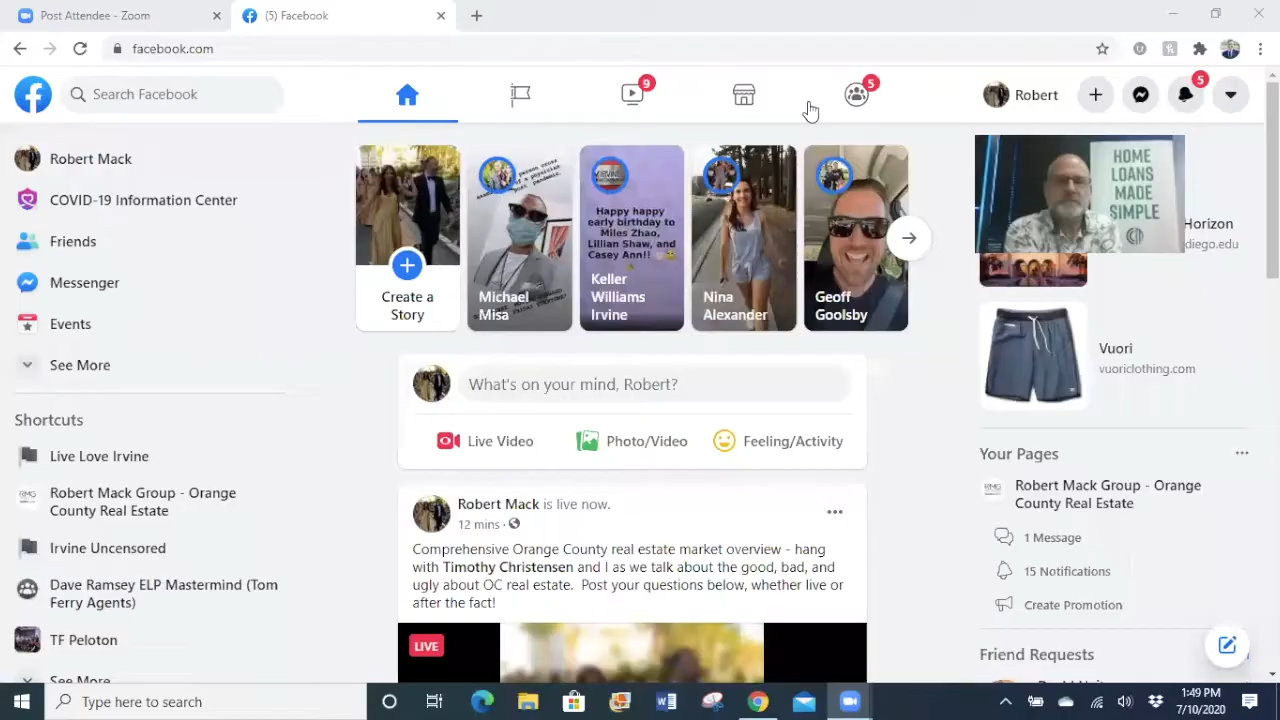 Post Attendee - Zoom
(5) Facebook
facebook.com
Search Facebook
9
5
Robert
5
Robert Mack
COVID-19 Information Center
Friends
Messenger
Events
See More
Shortcuts
Live Love Irvine
Robert Mack Group - Orange
County Real Estate
Irvine Uncensored
Dave Ramsey ELP Mastermind (Tom
Ferry Agents)
TF Peloton
See More
Create a
Story
Michael
Misa
Happy happy
early birthday to
Miles Zhao,
Lillian Shaw, and
Casey Ann!!
Keller
Williams
Irvine
Nina
Alexander
Geoff
Goolsby
What's on your mind, Robert?
Live Video
Photo/Video
Feeling/Activity
Robert Mack is live now.
12 mins ·
Comprehensive Orange County real estate market overview - hang
with Timothy Christensen and I as we talk about the good, bad, and
ugly about OC real estate. Post your questions below, whether live or
after the fact!
LIVE
HOME
LOANS
MADE
SIMPLE
Horizon
diego.edu
Vuori
vuoriclothing.com
Your Pages
RMG
Robert Mack Group - Orange
County Real Estate
1 Message
15 Notifications
Create Promotion
Friend Requests
Type here to search
1:49 PM
7/10/2020